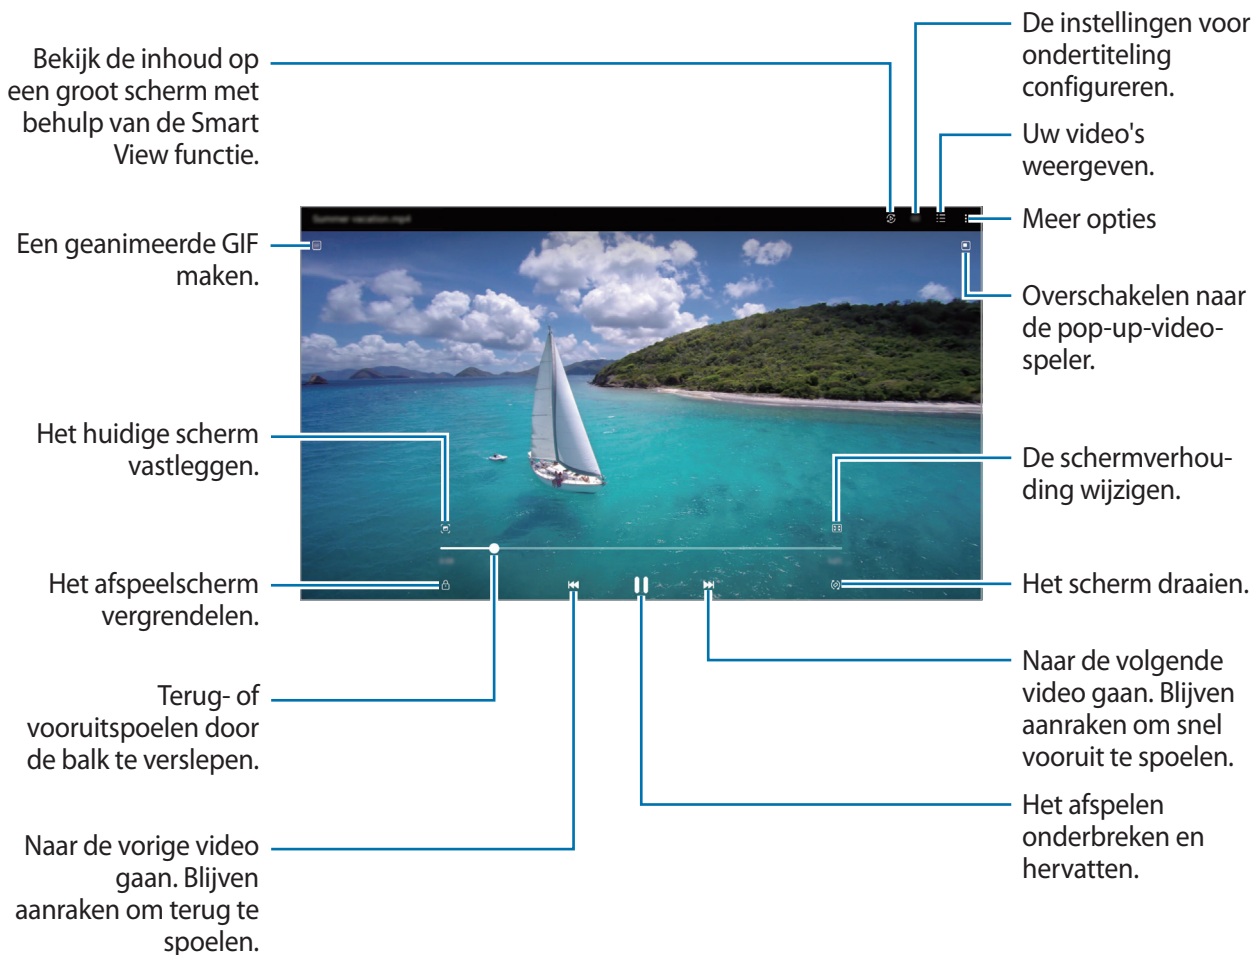 Bekijk de inhoud op
een groot scherm met
behulp van de Smart
View functie.
Een geanimeerde GIF
maken.
Het huidige scherm
vastleggen.
Het afspeelscherm
vergrendelen.
Terug- of
vooruitspoelen door
de balk te verslepen.
Naar de vorige video
gaan. Blijven
aanraken om terug te
spoelen.
Summer vacation.mp4
De instellingen voor
ondertiteling
configureren.
Uw video's
weergeven.
Meer opties
Overschakelen naar
de pop-up-video-
speler.
De schermverhou-
ding wijzigen.
Het scherm draaien.
Naar de volgende
video gaan. Blijven
aanraken om snel
vooruit te spoelen.
Het afspelen
onderbreken en
hervatten.